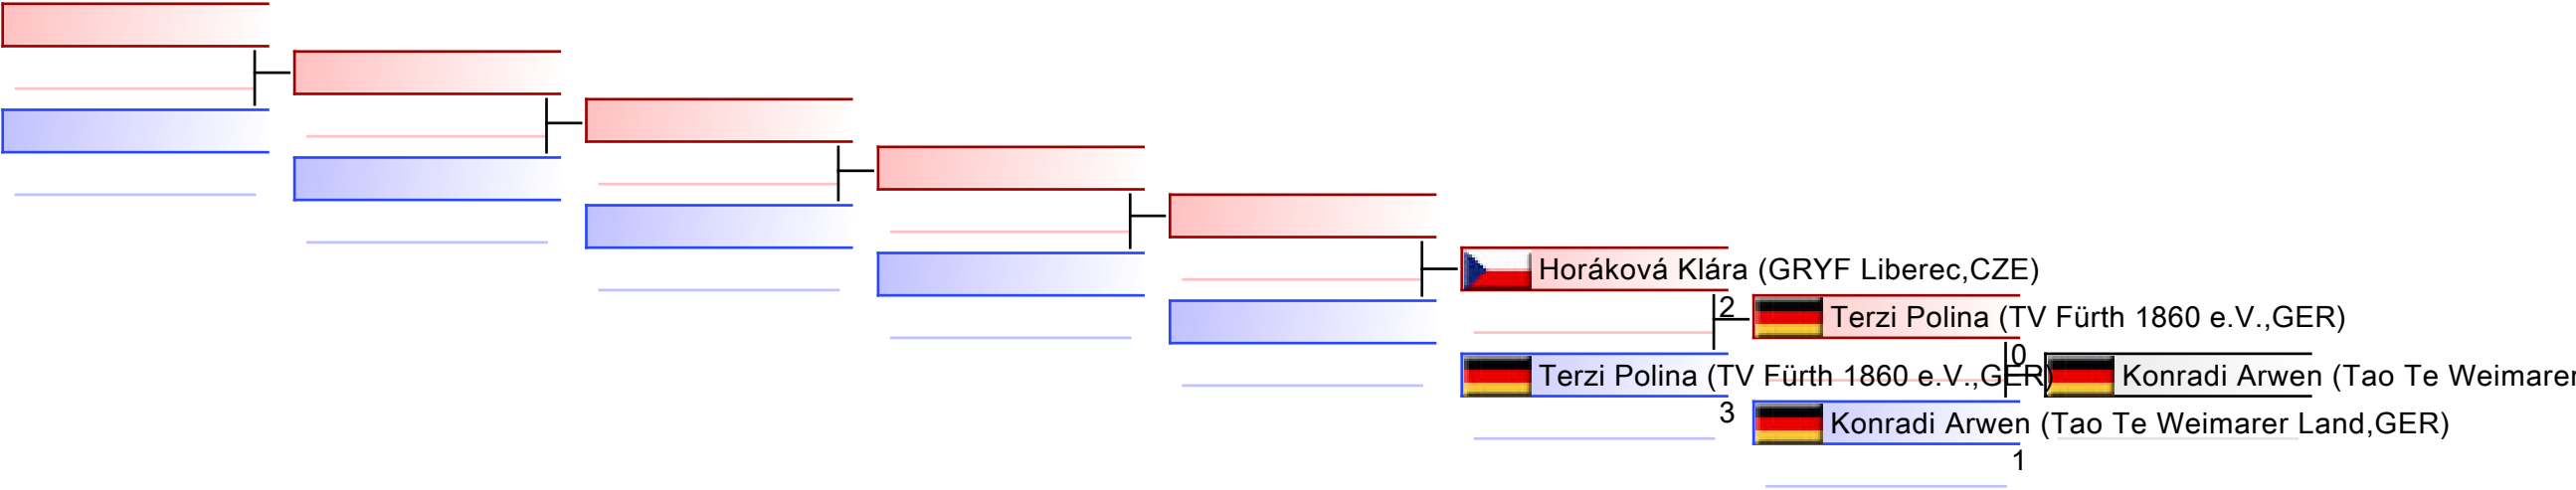 Horáková Klára (GRYF Liberec,CZE)
2
Terzi Polina (TV Fürth 1860 e.V.,GER)
0
Terzi Polina (TV Fürth 1860 e.V.,GER)
Konradi Arwen (Tao Te Weimarer
3
Konradi Arwen (Tao Te Weimarer Land,GER)
1